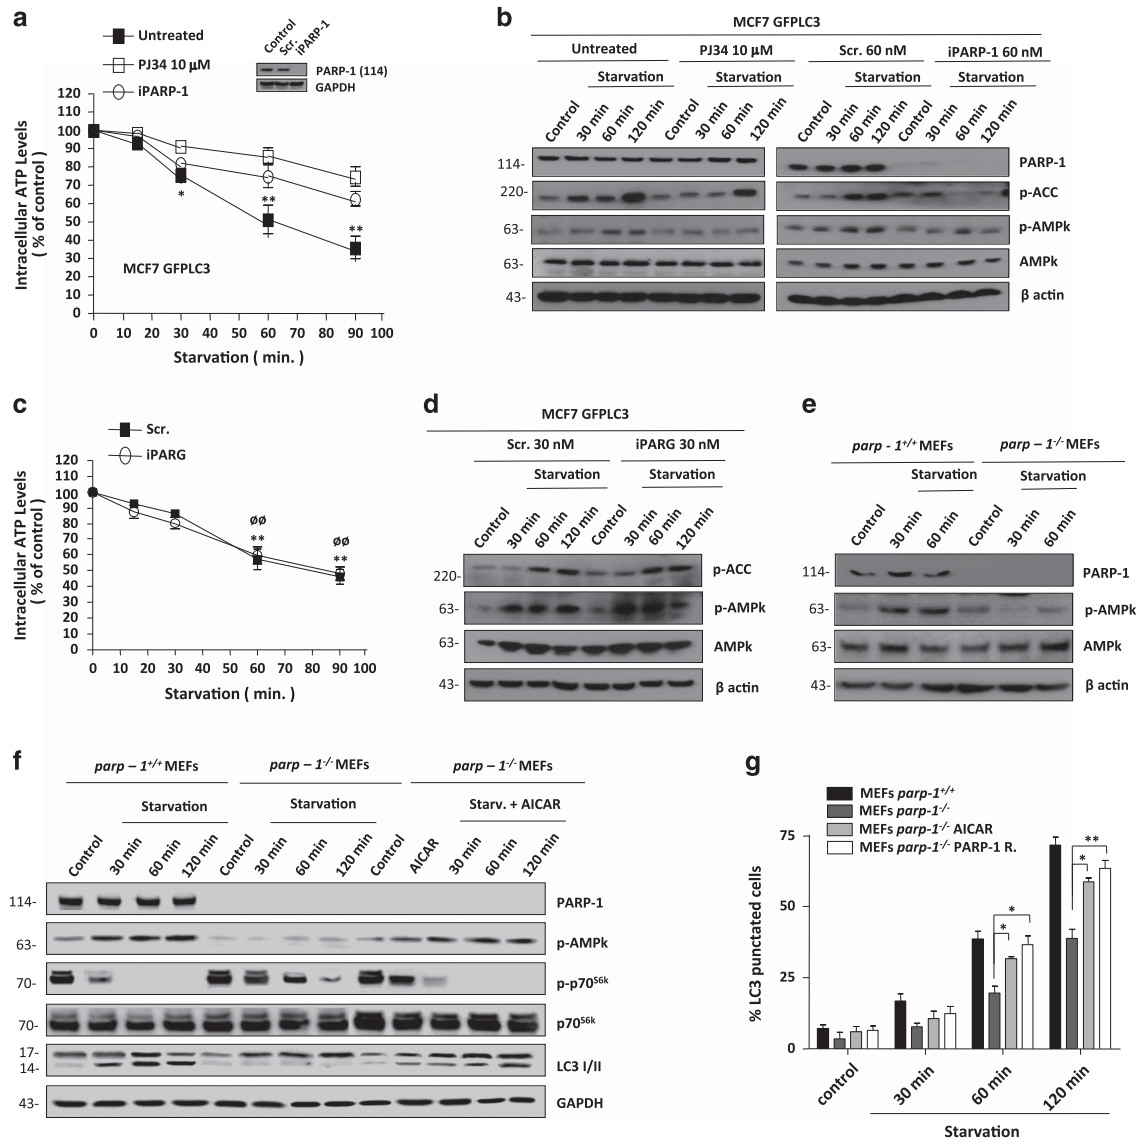 a
Untreated
PJ34 10 µM
iPARP-1
Control
Scr.
iPARP-1
PARP-1 (114)
GAPDH
Intracellular ATP Levels
( % of control )
120
110
100
90
80
70
60
50
40
30
20
10
0
*
**
**
MCF7 GFPLC3
0 10 20 30 40 50 60 70 80 90 100
Starvation ( min. )
b
MCF7 GFPLC3
Untreated PJ34 10 µM Scr. 60 nM iPARP-1 60 nM
Starvation Starvation Starvation Starvation
Control 30 min 60 min 120 min Control 30 min 60 min 120 min Control 30 min 60 min 120 min Control 30 min 60 min 120 min
114- PARP-1
220- p-ACC
63- p-AMPk
63- AMPk
43- β actin
c
Scr.
iPARG
Intracellular ATP Levels
( % of control )
120
110
100
90
80
70
60
50
40
30
20
10
0
øø øø
** **
0 10 20 30 40 50 60 70 80 90 100
Starvation ( min. )
d
MCF7 GFPLC3
Scr. 30 nM iPARG 30 nM
Starvation Starvation
Control 30 min 60 min 120 min Control 30 min 60 min 120 min
220- p-ACC
63- p-AMPk
63- AMPk
43- β actin
e
parp - 1+/+ MEFs parp – 1-/- MEFs
Starvation Starvation
Control 30 min 60 min Control 30 min 60 min
114- PARP-1
63- p-AMPk
63- AMPk
43- β actin
f
parp – 1+/+ MEFs parp – 1-/- MEFs parp – 1-/- MEFs
Starvation Starvation Starv. + AICAR
Control 30 min 60 min 120 min Control 30 min 60 min 120 min Control AICAR 30 min 60 min 120 min
114- PARP-1
63- p-AMPk
70- p-p70S6k
70- p70S6k
17-
14- LC3 I/II
43- GAPDH
g
MEFs parp-1+/+
MEFs parp-1-/-
MEFs parp-1-/- AICAR
MEFs parp-1-/- PARP-1 R.
% LC3 punctated cells
75
50
25
0
*
*
**
*
control 30 min 60 min 120 min
Starvation